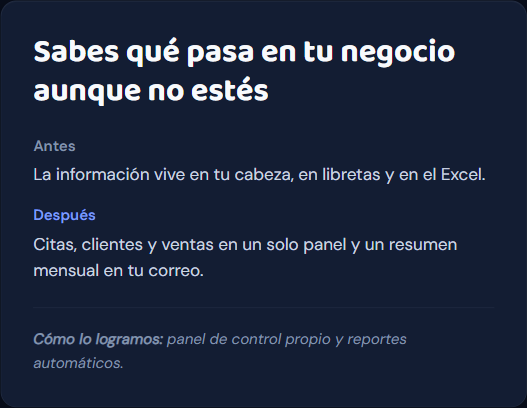 Sabes qué pasa en tu negocio
aunque no estés
Antes
La información vive en tu cabeza, en libretas y en el Excel.
Después
Citas, clientes y ventas en un solo panel y un resumen
mensual en tu correo.
Cómo lo logramos: panel de control propio y reportes
automáticos.